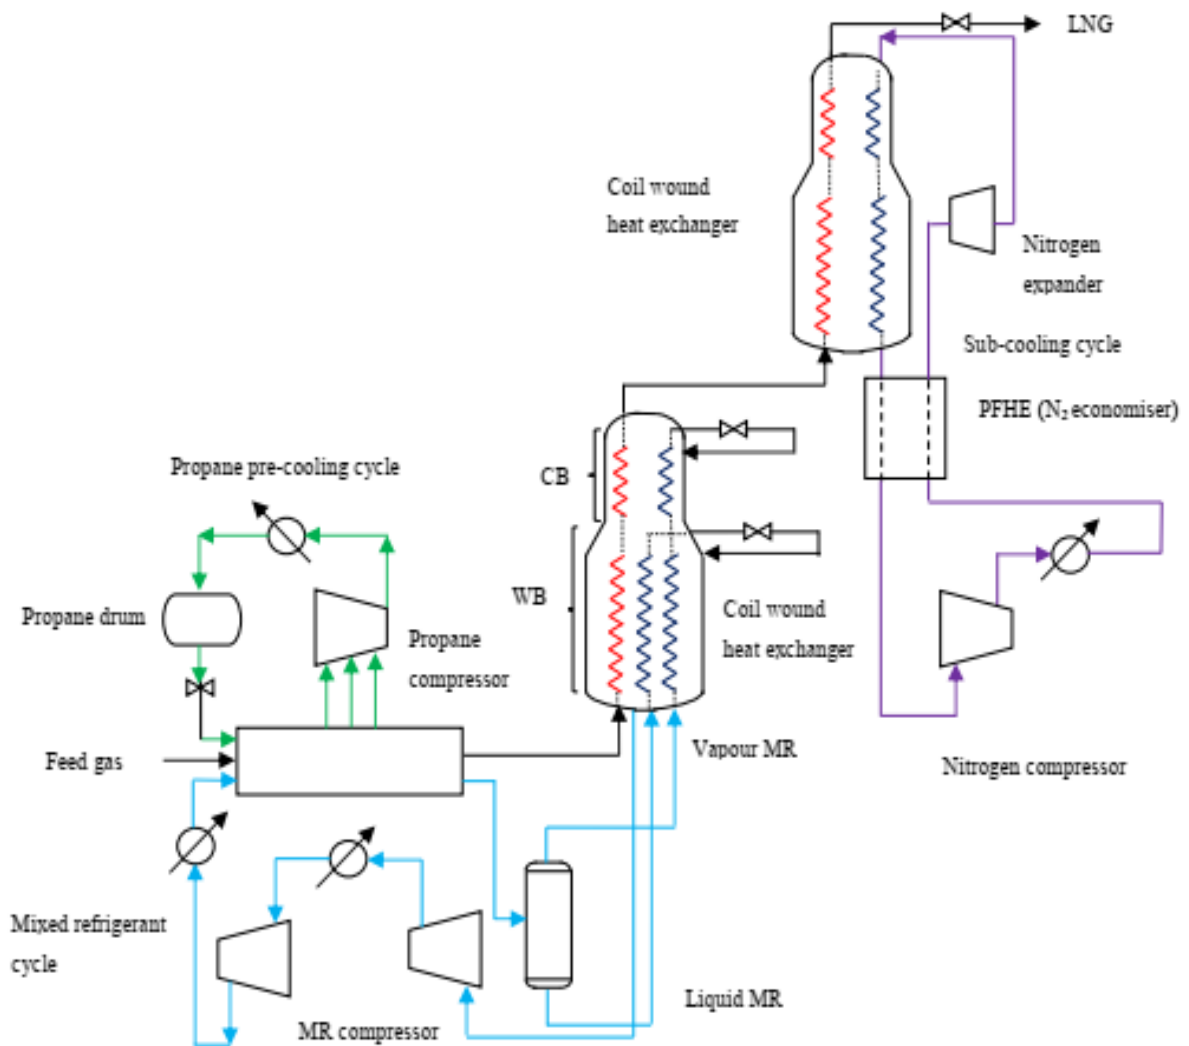 LNG
Coil wound
heat exchanger
Nitrogen
expander
Sub-cooling cycle
PFHE (N₂ economiser)
Propane pre-cooling cycle
CB
WB
Propane drum
Propane
compressor
Coil wound
heat exchanger
Feed gas
Vapour MR
Nitrogen compressor
Mixed refrigerant
cycle
Liquid MR
MR compressor